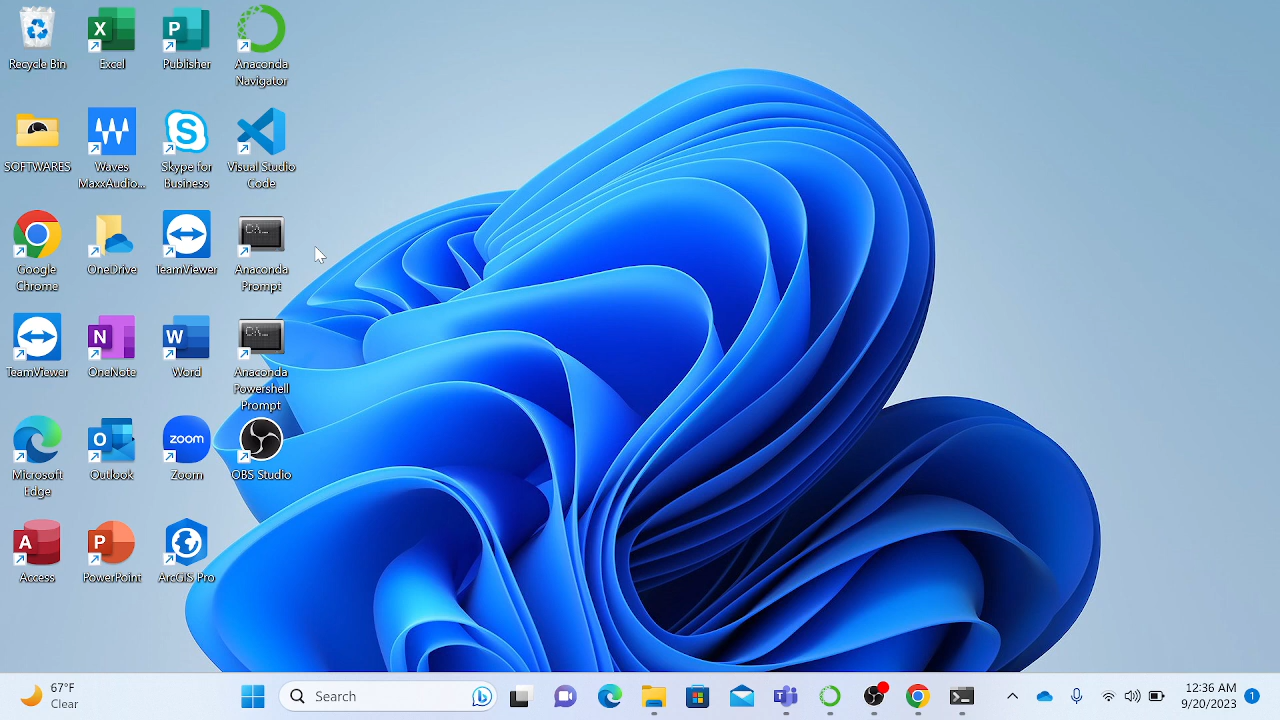 Recycle Bin
Excel
Publisher
Anaconda
Navigator
SOFTWARES
Waves
MaxxAudio...
Skype for
Business
Visual Studio
Code
Google
Chrome
OneDrive
TeamViewer
Anaconda
Prompt
TeamViewer
OneNote
Word
Anaconda
Powershell
Prompt
Microsoft
Edge
Outlook
zoom
Zoom
OBS Studio
Access
PowerPoint
ArcGIS Pro
67°F
Clear
Search
12:36 AM
9/20/2023
1